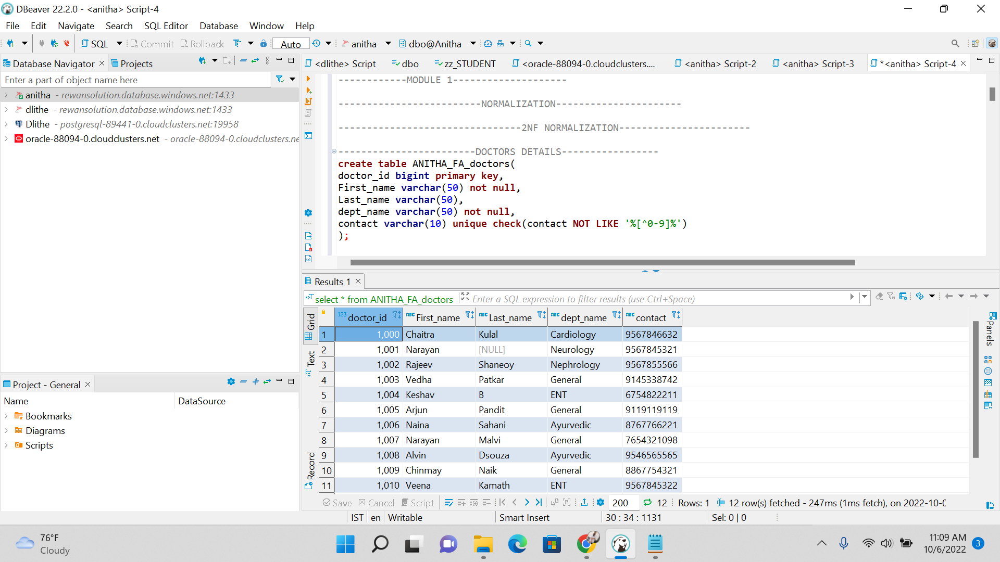 DBeaver 22.2.0 - <anitha> Script-4
File Edit Navigate Search SQL Editor Database Window Help
SQL Commit Rollback Auto anitha dbo@Anitha
Database Navigator Projects
<dlithe> Script dbo zz_STUDENT <oracle-88094-0.cloudclusters.... <anitha> Script-2 <anitha> Script-3 *<anitha> Script-4
Enter a part of object name here
anitha - rewansolution.database.windows.net:1433
dlithe - rewansolution.database.windows.net:1433
Dlithe - postgresql-89441-0.cloudclusters.net:19958
oracle-88094-0.cloudclusters.net - oracle-88094-0.cloudclusters.ne
------------MODULE 1--------------------
-------------------------NORMALIZATION----------------------
--------------------------------2NF NORMALIZATION-----------------------
------------------------DOCTORS DETAILS-----------------
create table ANITHA_FA_doctors(
doctor_id bigint primary key,
First_name varchar(50) not null,
Last_name varchar(50),
dept_name varchar(50) not null,
contact varchar(10) unique check(contact NOT LIKE '%[^0-9]%')
);
Results 1
select * from ANITHA_FA_doctors Enter a SQL expression to filter results (use Ctrl+Space)
Grid
Text
Record
Panels
123 doctor_id ABC First_name ABC Last_name ABC dept_name ABC contact
1 1,000 Chaitra Kulal Cardiology 9567846632
2 1,001 Narayan [NULL] Neurology 9567845321
3 1,002 Rajeev Shaneoy Nephrology 9567855566
4 1,003 Vedha Patkar General 9145338742
5 1,004 Keshav B ENT 6754822211
6 1,005 Arjun Pandit General 9119119119
7 1,006 Naina Sahani Ayurvedic 8767766221
8 1,007 Narayan Malvi General 7654321098
9 1,008 Alvin Dsouza Ayurvedic 9546565565
10 1,009 Chinmay Naik General 8867754321
11 1,010 Veena Kamath ENT 9567845322
Save Cancel Script 200 12 Rows: 1 12 row(s) fetched - 247ms (1ms fetch), on 2022-10-0
Project - General
Name DataSource
Bookmarks
Diagrams
Scripts
IST en Writable Smart Insert 30 : 34 : 1131 Sel: 0 | 0
76°F
Cloudy
11:09 AM
10/6/2022
3